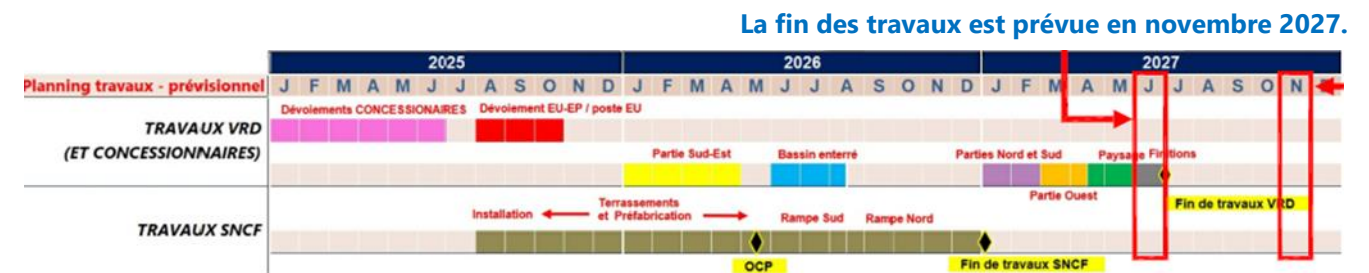 La fin des travaux est prévue en novembre 2027.
2025 2026 2027
Planning travaux - prévisionnel J F M A M J J A S O N D J F M A M J J A S O N D J F M A M J J A S O N
Dévoiements CONCESSIONAIRES Dévoiement EU-EP / poste EU
TRAVAUX VRD
(ET CONCESSIONNAIRES)
Partie Sud-Est Bassin enterré Parties Nord et Sud Paysage Finitions
Partie Ouest
Fin de travaux VRD
Terrassements
Installation et Préfabrication Rampe Sud Rampe Nord
TRAVAUX SNCF
OCP Fin de travaux SNCF